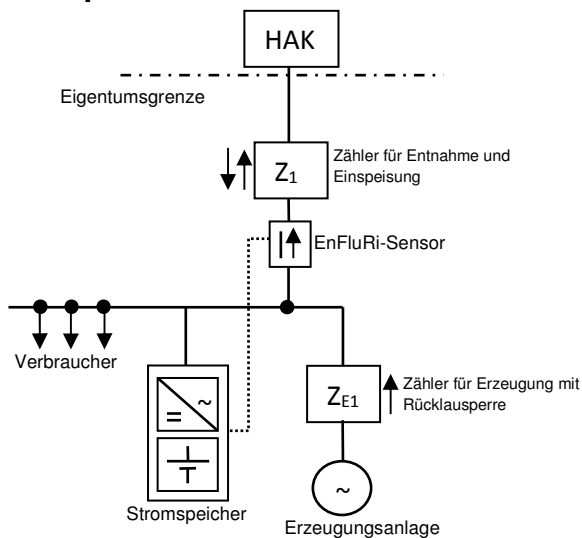 HAK
Eigentumsgrenze
Z1
Zähler für Entnahme und
Einspeisung
EnFluRi-Sensor
Verbraucher
ZE1
Zähler für Erzeugung mit
Rücklausperre
= ~
~
Stromspeicher
Erzeugungsanlage